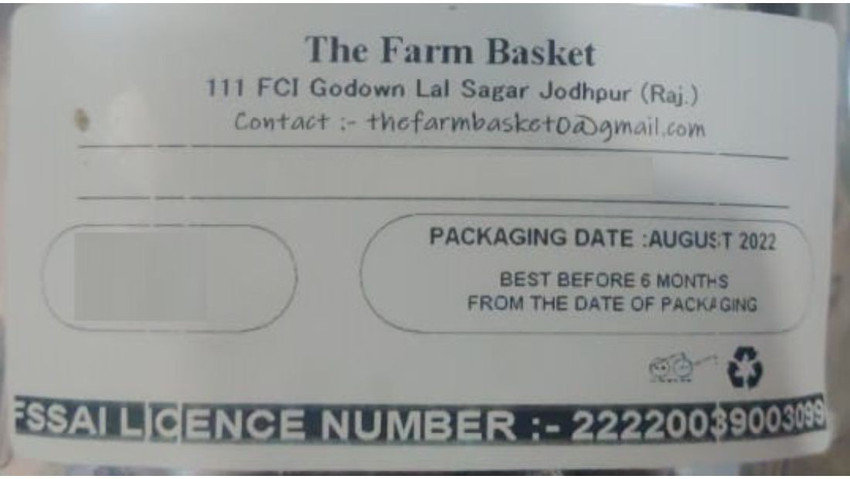 The Farm Basket
111 FCI Godown Lal Sagar Jodhpur (Raj.)
Contact :- thefarmbasket0@gmail.com
PACKAGING DATE :AUGUST 2022
BEST BEFORE 6 MONTHS
FROM THE DATE OF PACKAGING
FSSAI LICENCE NUMBER :- 22220039003099